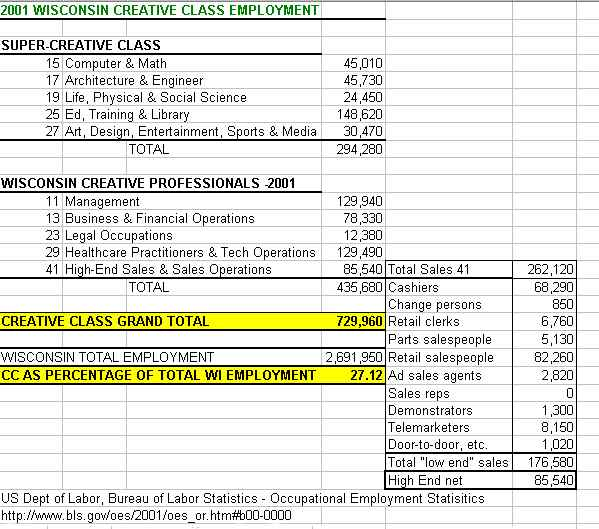 2001 WISCONSIN CREATIVE CLASS EMPLOYMENT
SUPER-CREATIVE CLASS
15 Computer & Math 45,010
17 Architecture & Engineer 45,730
19 Life, Physical & Social Science 24,450
25 Ed, Training & Library 148,620
27 Art, Design, Entertainment, Sports & Media 30,470
TOTAL 294,280
WISCONSIN CREATIVE PROFESSIONALS -2001
11 Management 129,940
13 Business & Financial Operations 78,330
23 Legal Occupations 12,380
29 Healthcare Practitioners & Tech Operations 129,490
41 High-End Sales & Sales Operations 85,540 Total Sales 41 262,120
TOTAL 435,680 Cashiers 68,290
Change persons 850
CREATIVE CLASS GRAND TOTAL 729,960 Retail clerks 6,760
Parts salespeople 5,130
WISCONSIN TOTAL EMPLOYMENT 2,691,950 Retail salespeople 82,260
CC AS PERCENTAGE OF TOTAL WI EMPLOYMENT 27.12 Ad sales agents 2,820
Sales reps 0
Demonstrators 1,300
Telemarketers 8,150
Door-to-door, etc. 1,020
Total "low end" sales 176,580
High End net 85,540
US Dept of Labor, Bureau of Labor Statistics - Occupational Employment Statisitics
http://www.bls.gov/oes/2001/oes_or.htm#b00-0000